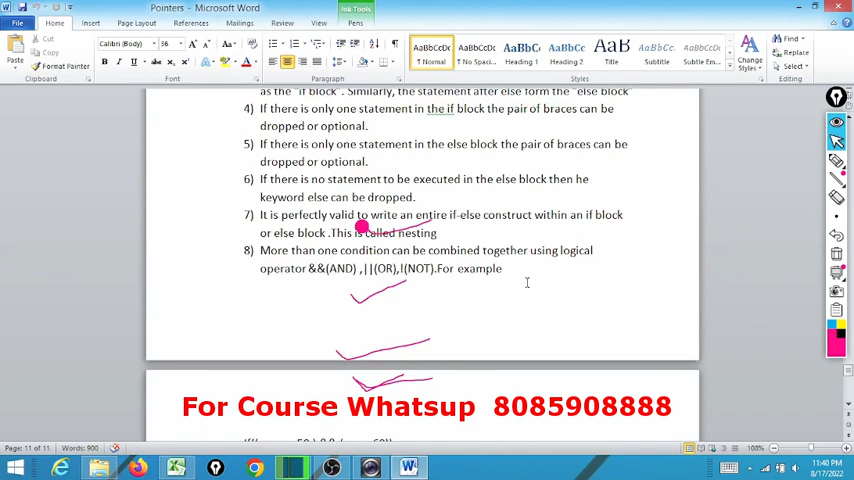 Pointers - Microsoft Word
Ink Tools
File Home Insert Page Layout References Mailings Review View Pens
Cut
Copy
Format Painter
Paste
Clipboard
Calibri (Body) 36
Font
Paragraph
AaBbCcDc AaBbCcDc AaBbCc AaBbCc AaB AaBbCc. AaBbCcDc
¶ Normal ¶ No Spaci... Heading 1 Heading 2 Title Subtitle Subtle Em...
Change Styles
Styles
Find
Replace
Select
Editing
as the "if block". Similarly, the statement after else form the "else block"
4) If there is only one statement in the if block the pair of braces can be
dropped or optional.
5) If there is only one statement in the else block the pair of braces can be
dropped or optional.
6) If there is no statement to be executed in the else block then he
keyword else can be dropped.
7) It is perfectly valid to write an entire if-else construct within an if block
or else block .This is called nesting
8) More than one condition can be combined together using logical
operator &&(AND) ,||(OR),!(NOT).For example
For Course Whatsup 8085908888
Page: 11 of 11 Words: 900
108%
11:40 PM
8/17/2022